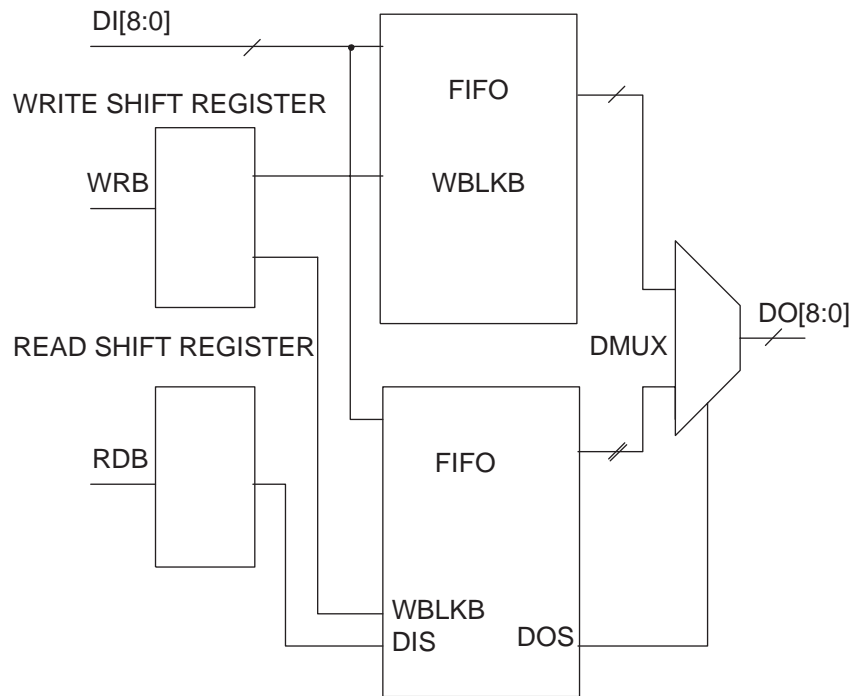 DI[8:0]
FIFO
WRITE SHIFT REGISTER
WRB
WBLKB
DO[8:0]
READ SHIFT REGISTER
DMUX
RDB
FIFO
WBLKB
DIS
DOS